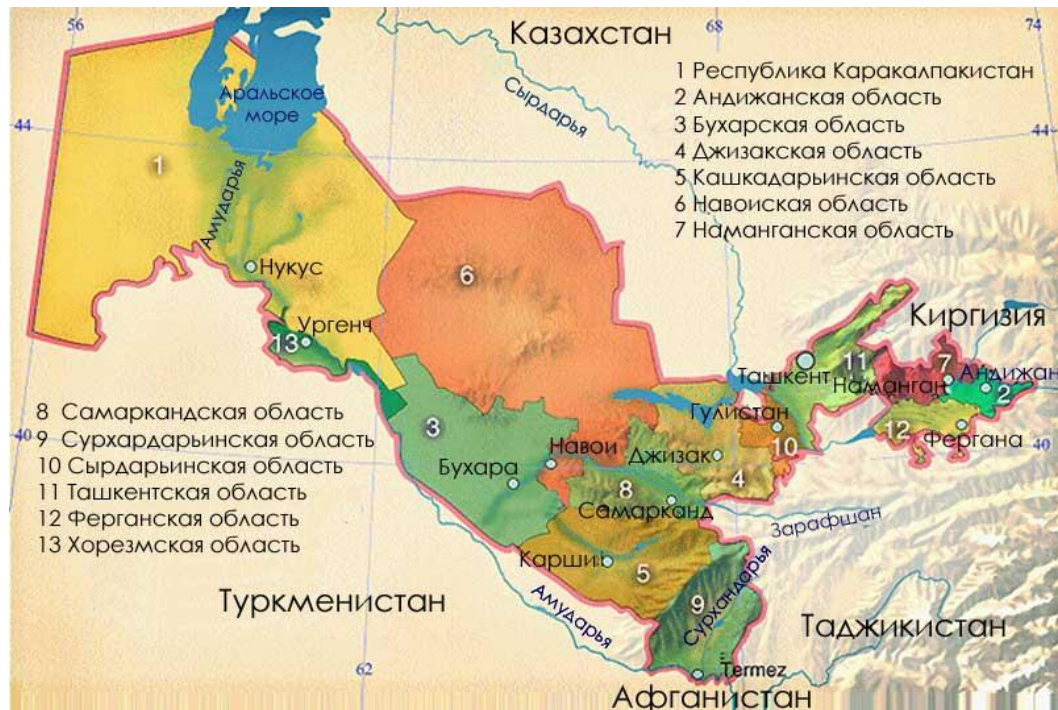 56
68
74
Казахстан
1 Республика Каракалпакистан
2 Андижанская область
3 Бухарская область
4 Джизакская область
5 Кашкадарьинская область
6 Навоиская область
7 Наманганская область
Сырдарья
Аральское
море
44
44
1
Амударья
Нукус
6
Ургенч
13
Киргизия
11
7
Ташкент
Наманган
Андижан
2
8 Самаркандская область
9 Сурхардарьинская область
10 Сырдарьинская область
11 Ташкентская область
12 Ферганская область
13 Хорезмская область
40
3
Гулистан
10
12
Фергана
40
Навои
Бухара
Джизак
4
8
Самарканд
Зарафшан
Карши
5
Туркменистан
Амударья
9
Сурхандарья
Таджикистан
62
Termez
Афганистан